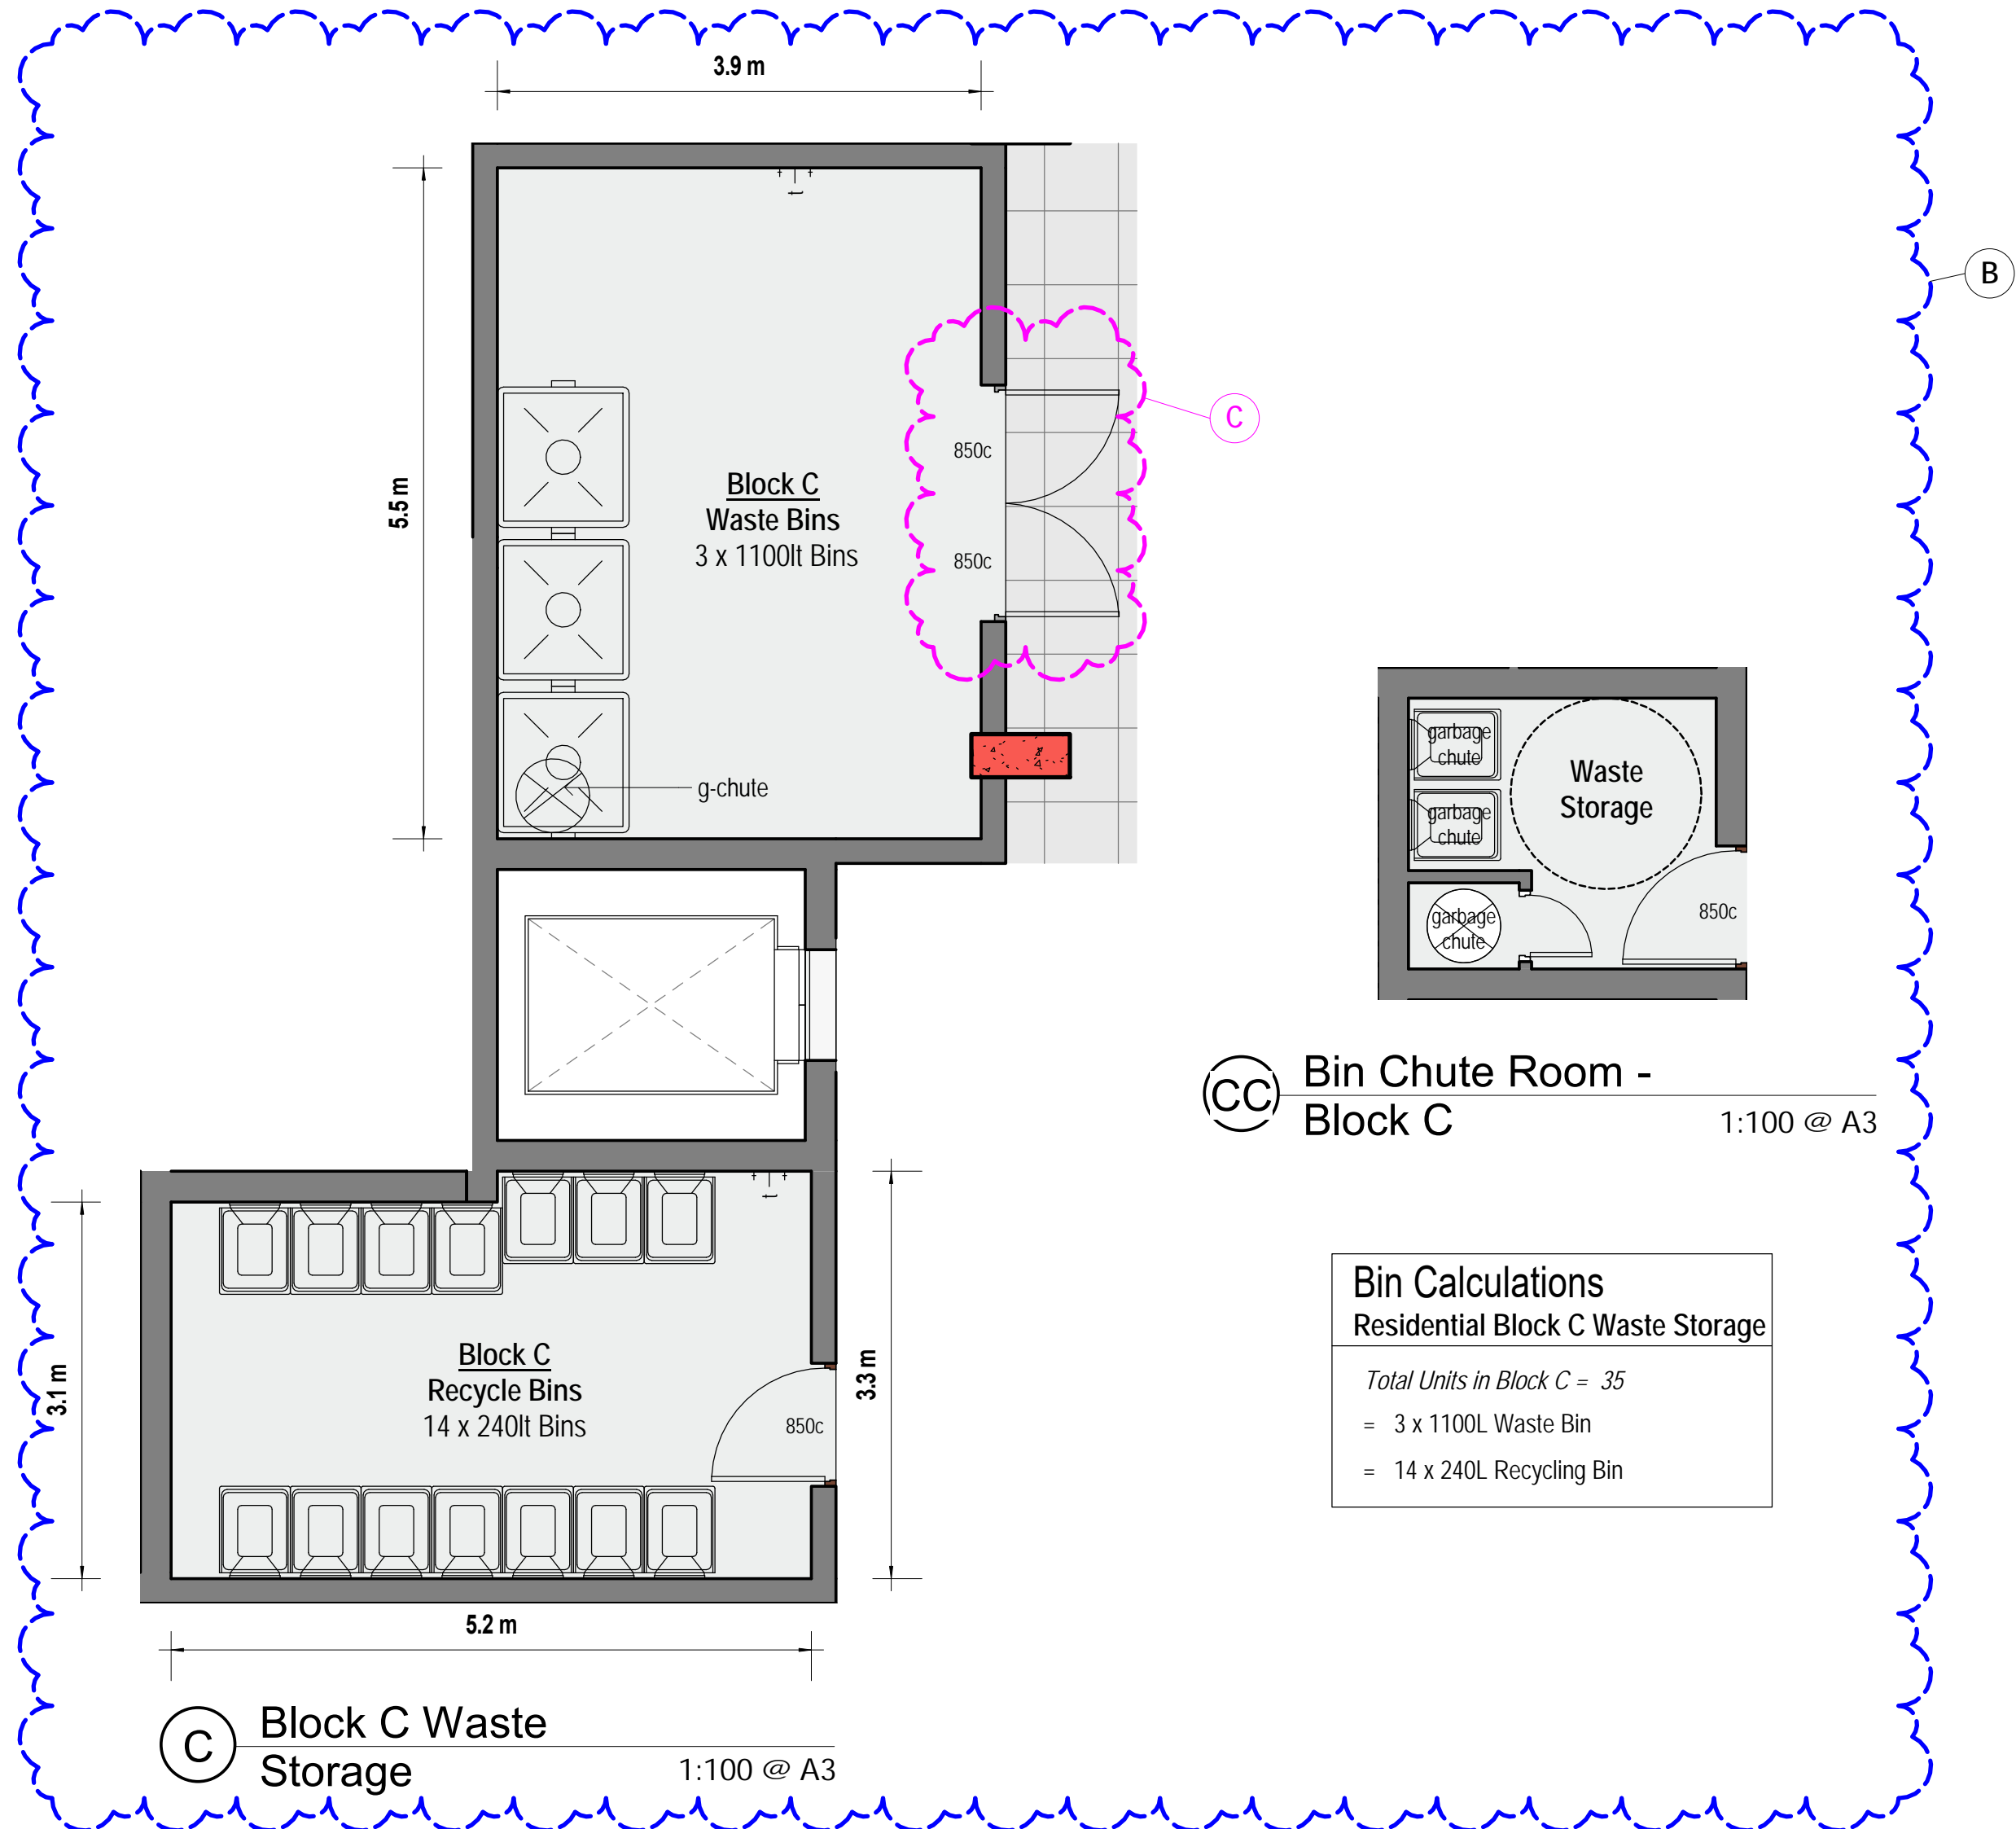 3.9 m
B
C
5.5 m
850c
Block C
Waste Bins
3 x 1100lt Bins
850c
g-chute
garbage
chute
garbage
chute
Waste
Storage
garbage
chute
850c
CC
Bin Chute Room -
Block C
1:100 @ A3
3.1 m
Block C
Recycle Bins
14 x 240lt Bins
850c
3.3 m
5.2 m
Bin Calculations
Residential Block C Waste Storage
Total Units in Block C = 35
= 3 x 1100L Waste Bin
= 14 x 240L Recycling Bin
C
Block C Waste
Storage
1:100 @ A3